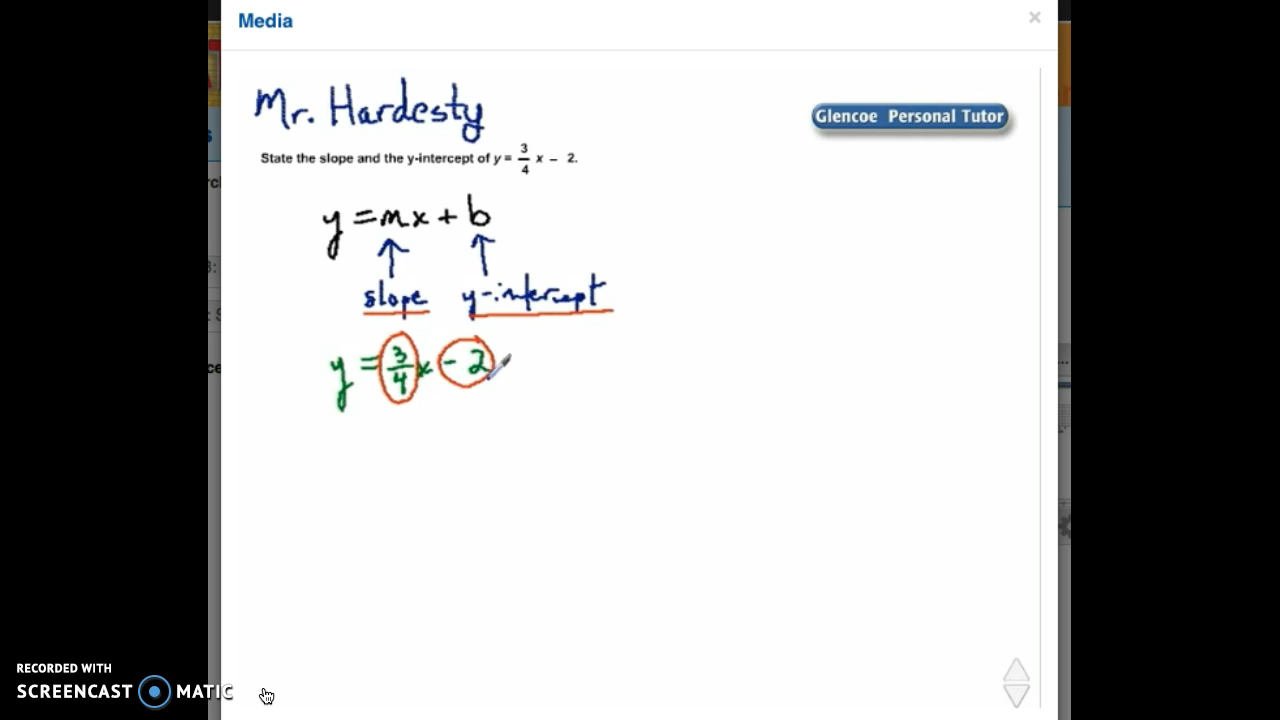 Media
×
Mr. Hardesty
Glencoe Personal Tutor
State the slope and the y-intercept of y = 3/4 x - 2.
y = mx + b
slope y-intercept
y = 3/4 x - 2
RECORDED WITH
SCREENCAST MATIC